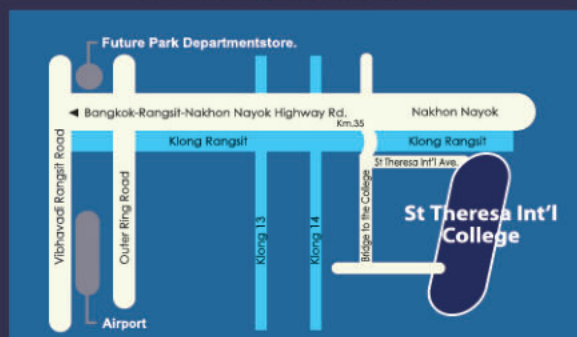 Future Park Departmentstore.
Bangkok-Rangsit-Nakhon Nayok Highway Rd.
Nakhon Nayok
Km.35
Klong Rangsit
Klong Rangsit
St Theresa Int'l Ave.
Vibhavadi Rangsit Road
Outer Ring Road
Klong 13
Klong 14
Bridge to the College
St Theresa Int'l
College
Airport